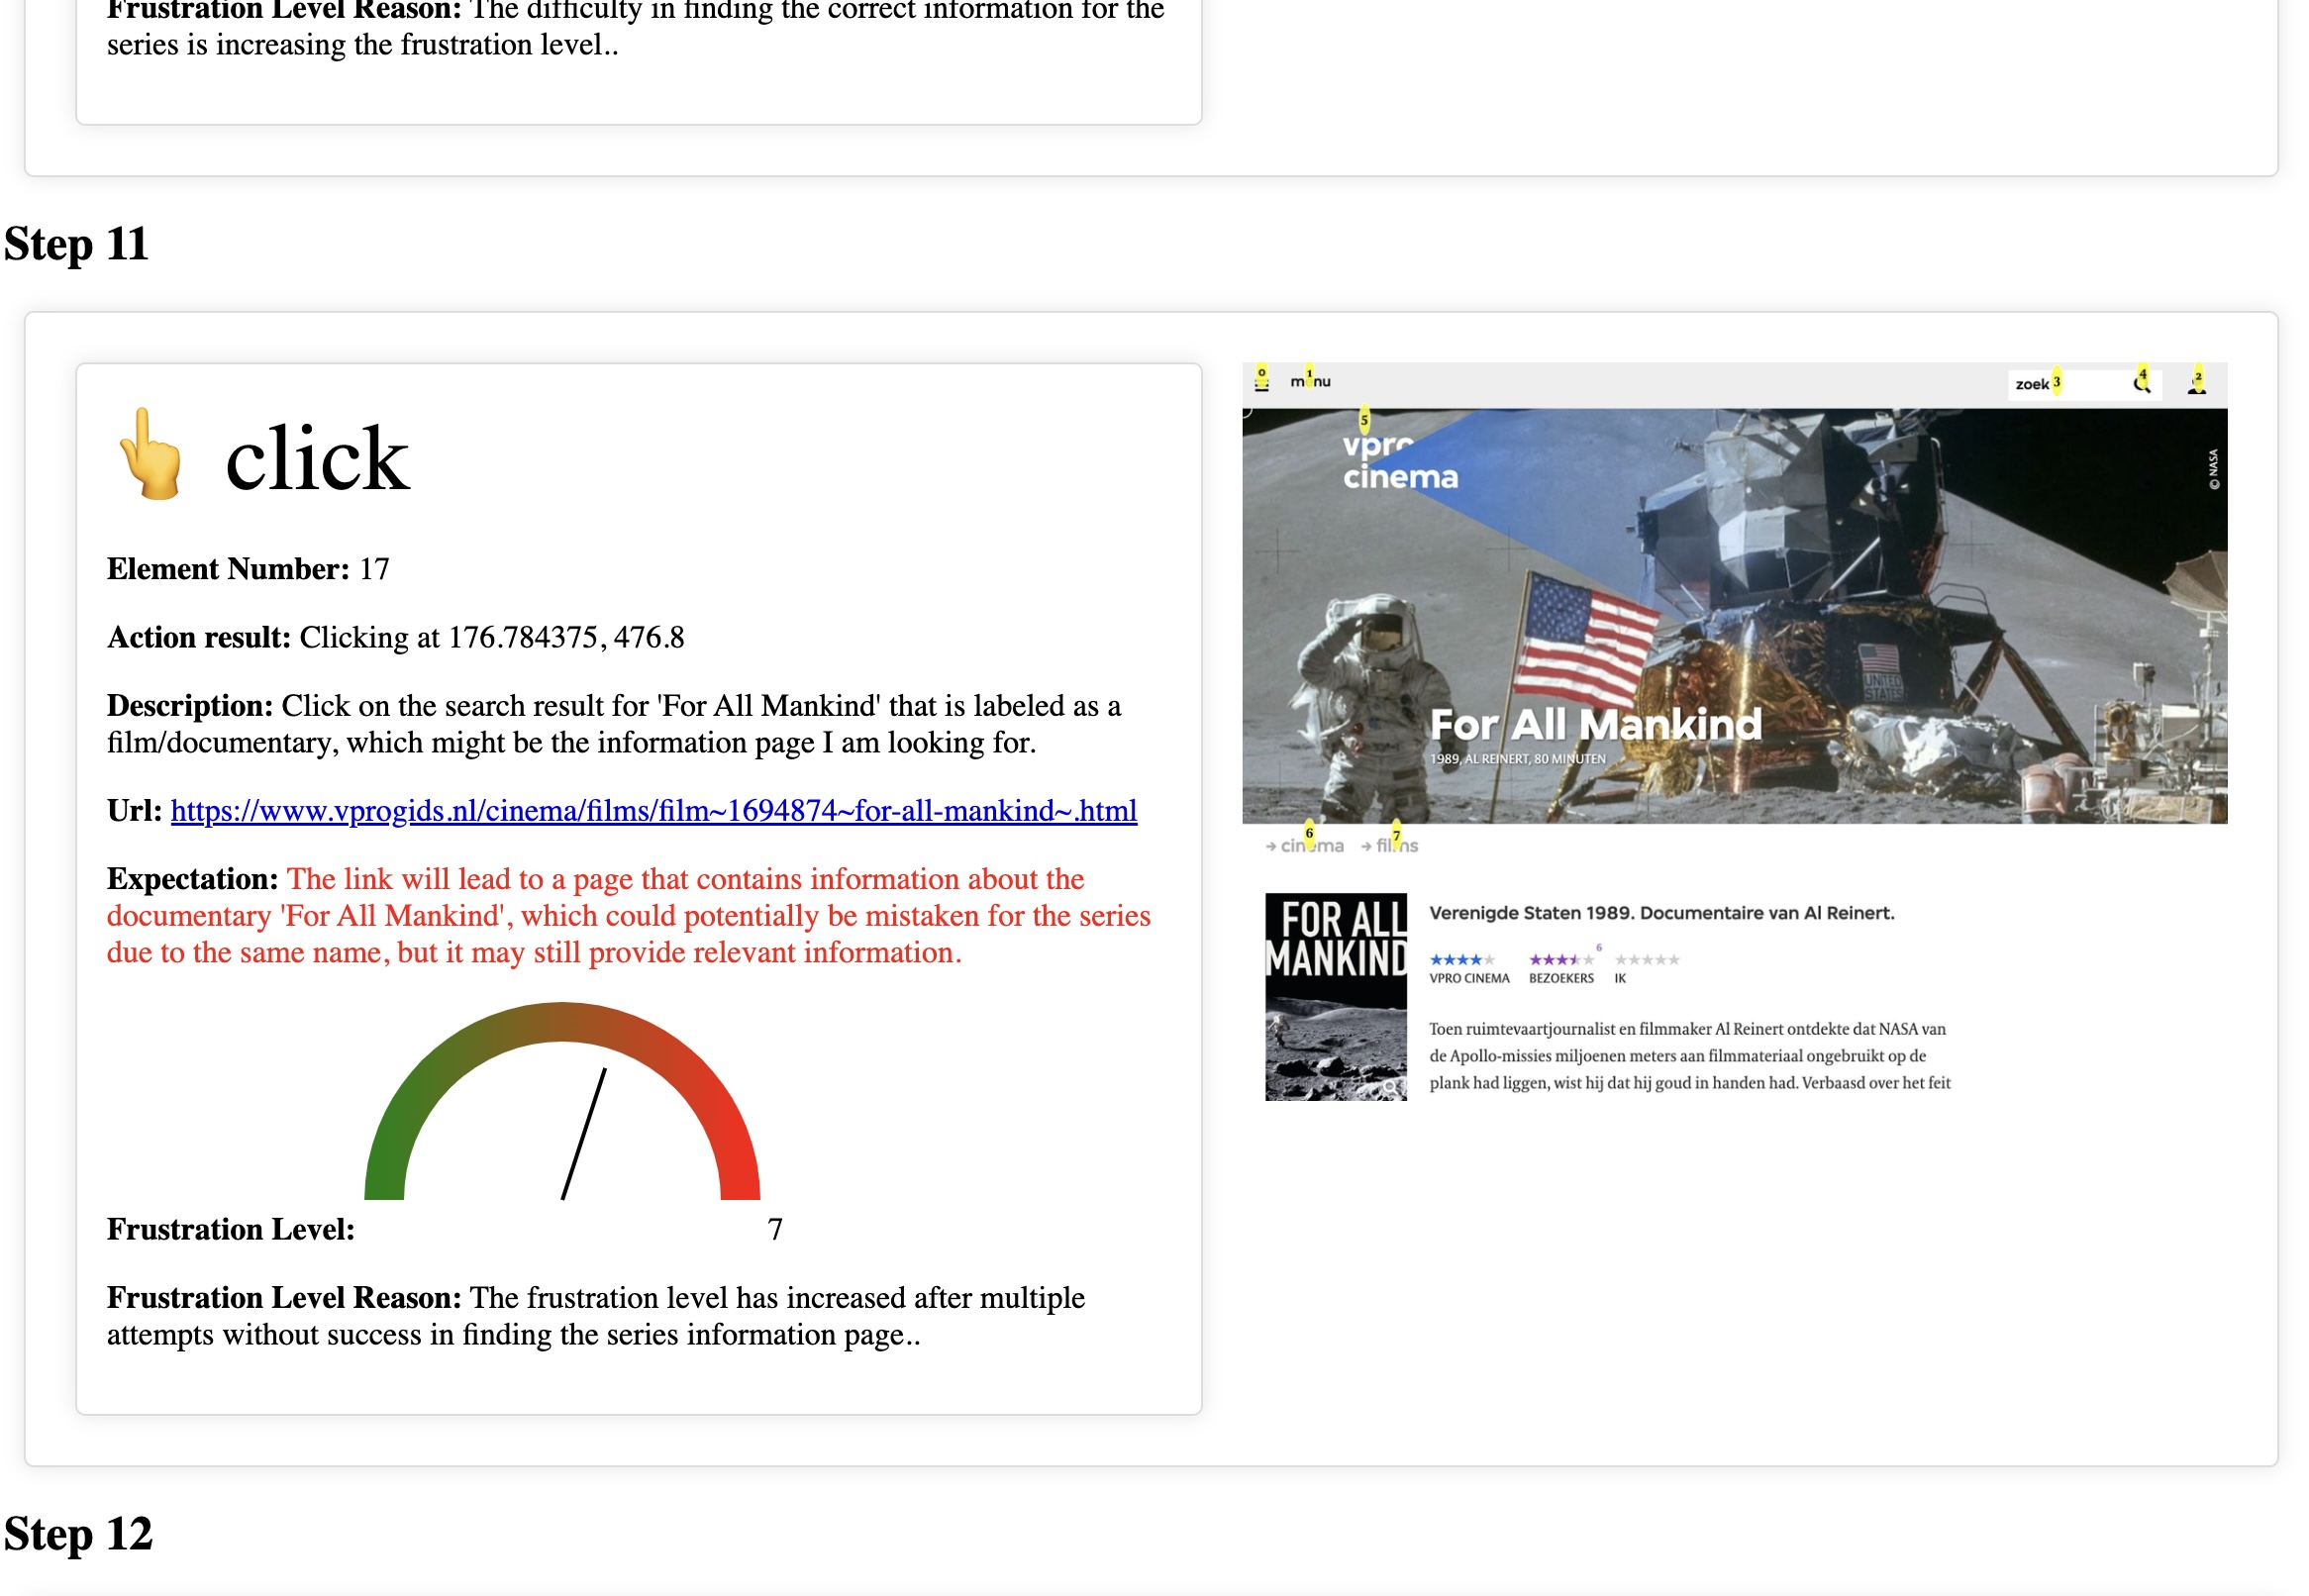 Frustration Level Reason: The difficulty in finding the correct information for the
series is increasing the frustration level..
Step 11
click
Element Number: 17
Action result: Clicking at 176.784375, 476.8
Description: Click on the search result for 'For All Mankind' that is labeled as a
film/documentary, which might be the information page I am looking for.
Url: https://www.vprogids.nl/cinema/films/film~1694874~for-all-mankind~.html
Expectation: The link will lead to a page that contains information about the
documentary 'For All Mankind', which could potentially be mistaken for the series
due to the same name, but it may still provide relevant information.
Frustration Level: 7
Frustration Level Reason: The frustration level has increased after multiple
attempts without success in finding the series information page..
0 menu 1 zoek 3 4 2
5
vpro
cinema
© NASA
UNITED
STATES
For All Mankind
1989, AL REINERT, 80 MINUTEN
6 7
→ cinema → films
FOR ALL
MANKIND
Verenigde Staten 1989. Documentaire van Al Reinert.
6
VPRO CINEMA BEZOEKERS IK
Toen ruimtevaartjournalist en filmmaker Al Reinert ontdekte dat NASA van
de Apollo-missies miljoenen meters aan filmmateriaal ongebruikt op de
plank had liggen, wist hij dat hij goud in handen had. Verbaasd over het feit
Step 12